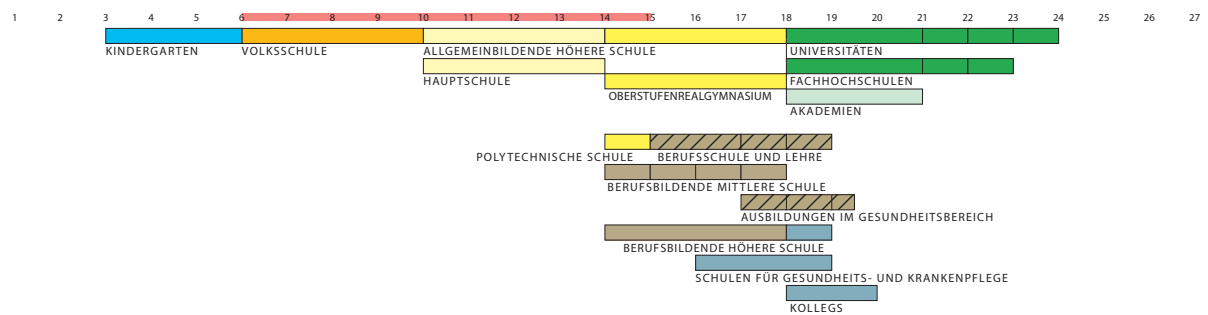 1 2 3 4 5 6 7 8 9 10 11 12 13 14 15 16 17 18 19 20 21 22 23 24 25 26 27
KINDERGARTEN VOLKSSCHULE ALLGEMEINBILDENDE HÖHERE SCHULE UNIVERSITÄTEN
HAUPTSCHULE FACHHOCHSCHULEN
OBERSTUFENREALGYMNASIUM
AKADEMIEN
POLYTECHNISCHE SCHULE BERUFSSCHULE UND LEHRE
BERUFSBILDENDE MITTLERE SCHULE
AUSBILDUNGEN IM GESUNDHEITSBEREICH
BERUFSBILDENDE HÖHERE SCHULE
SCHULEN FÜR GESUNDHEITS- UND KRANKENPFLEGE
KOLLEGS